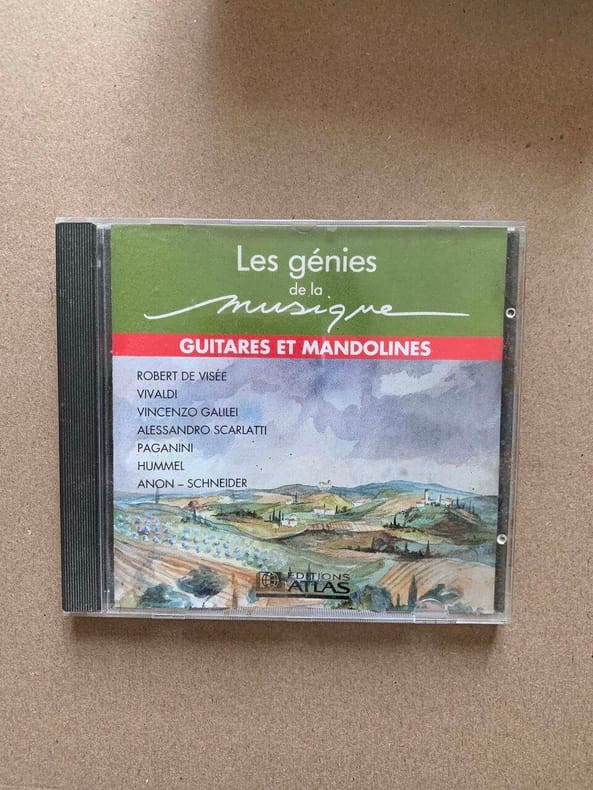 Les génies
de la
musique
GUITARES ET MANDOLINES
ROBERT DE VISÉE
VIVALDI
VINCENZO GALILEI
ALESSANDRO SCARLATTI
PAGANINI
HUMMEL
ANON – SCHNEIDER
EDITIONS
ATLAS